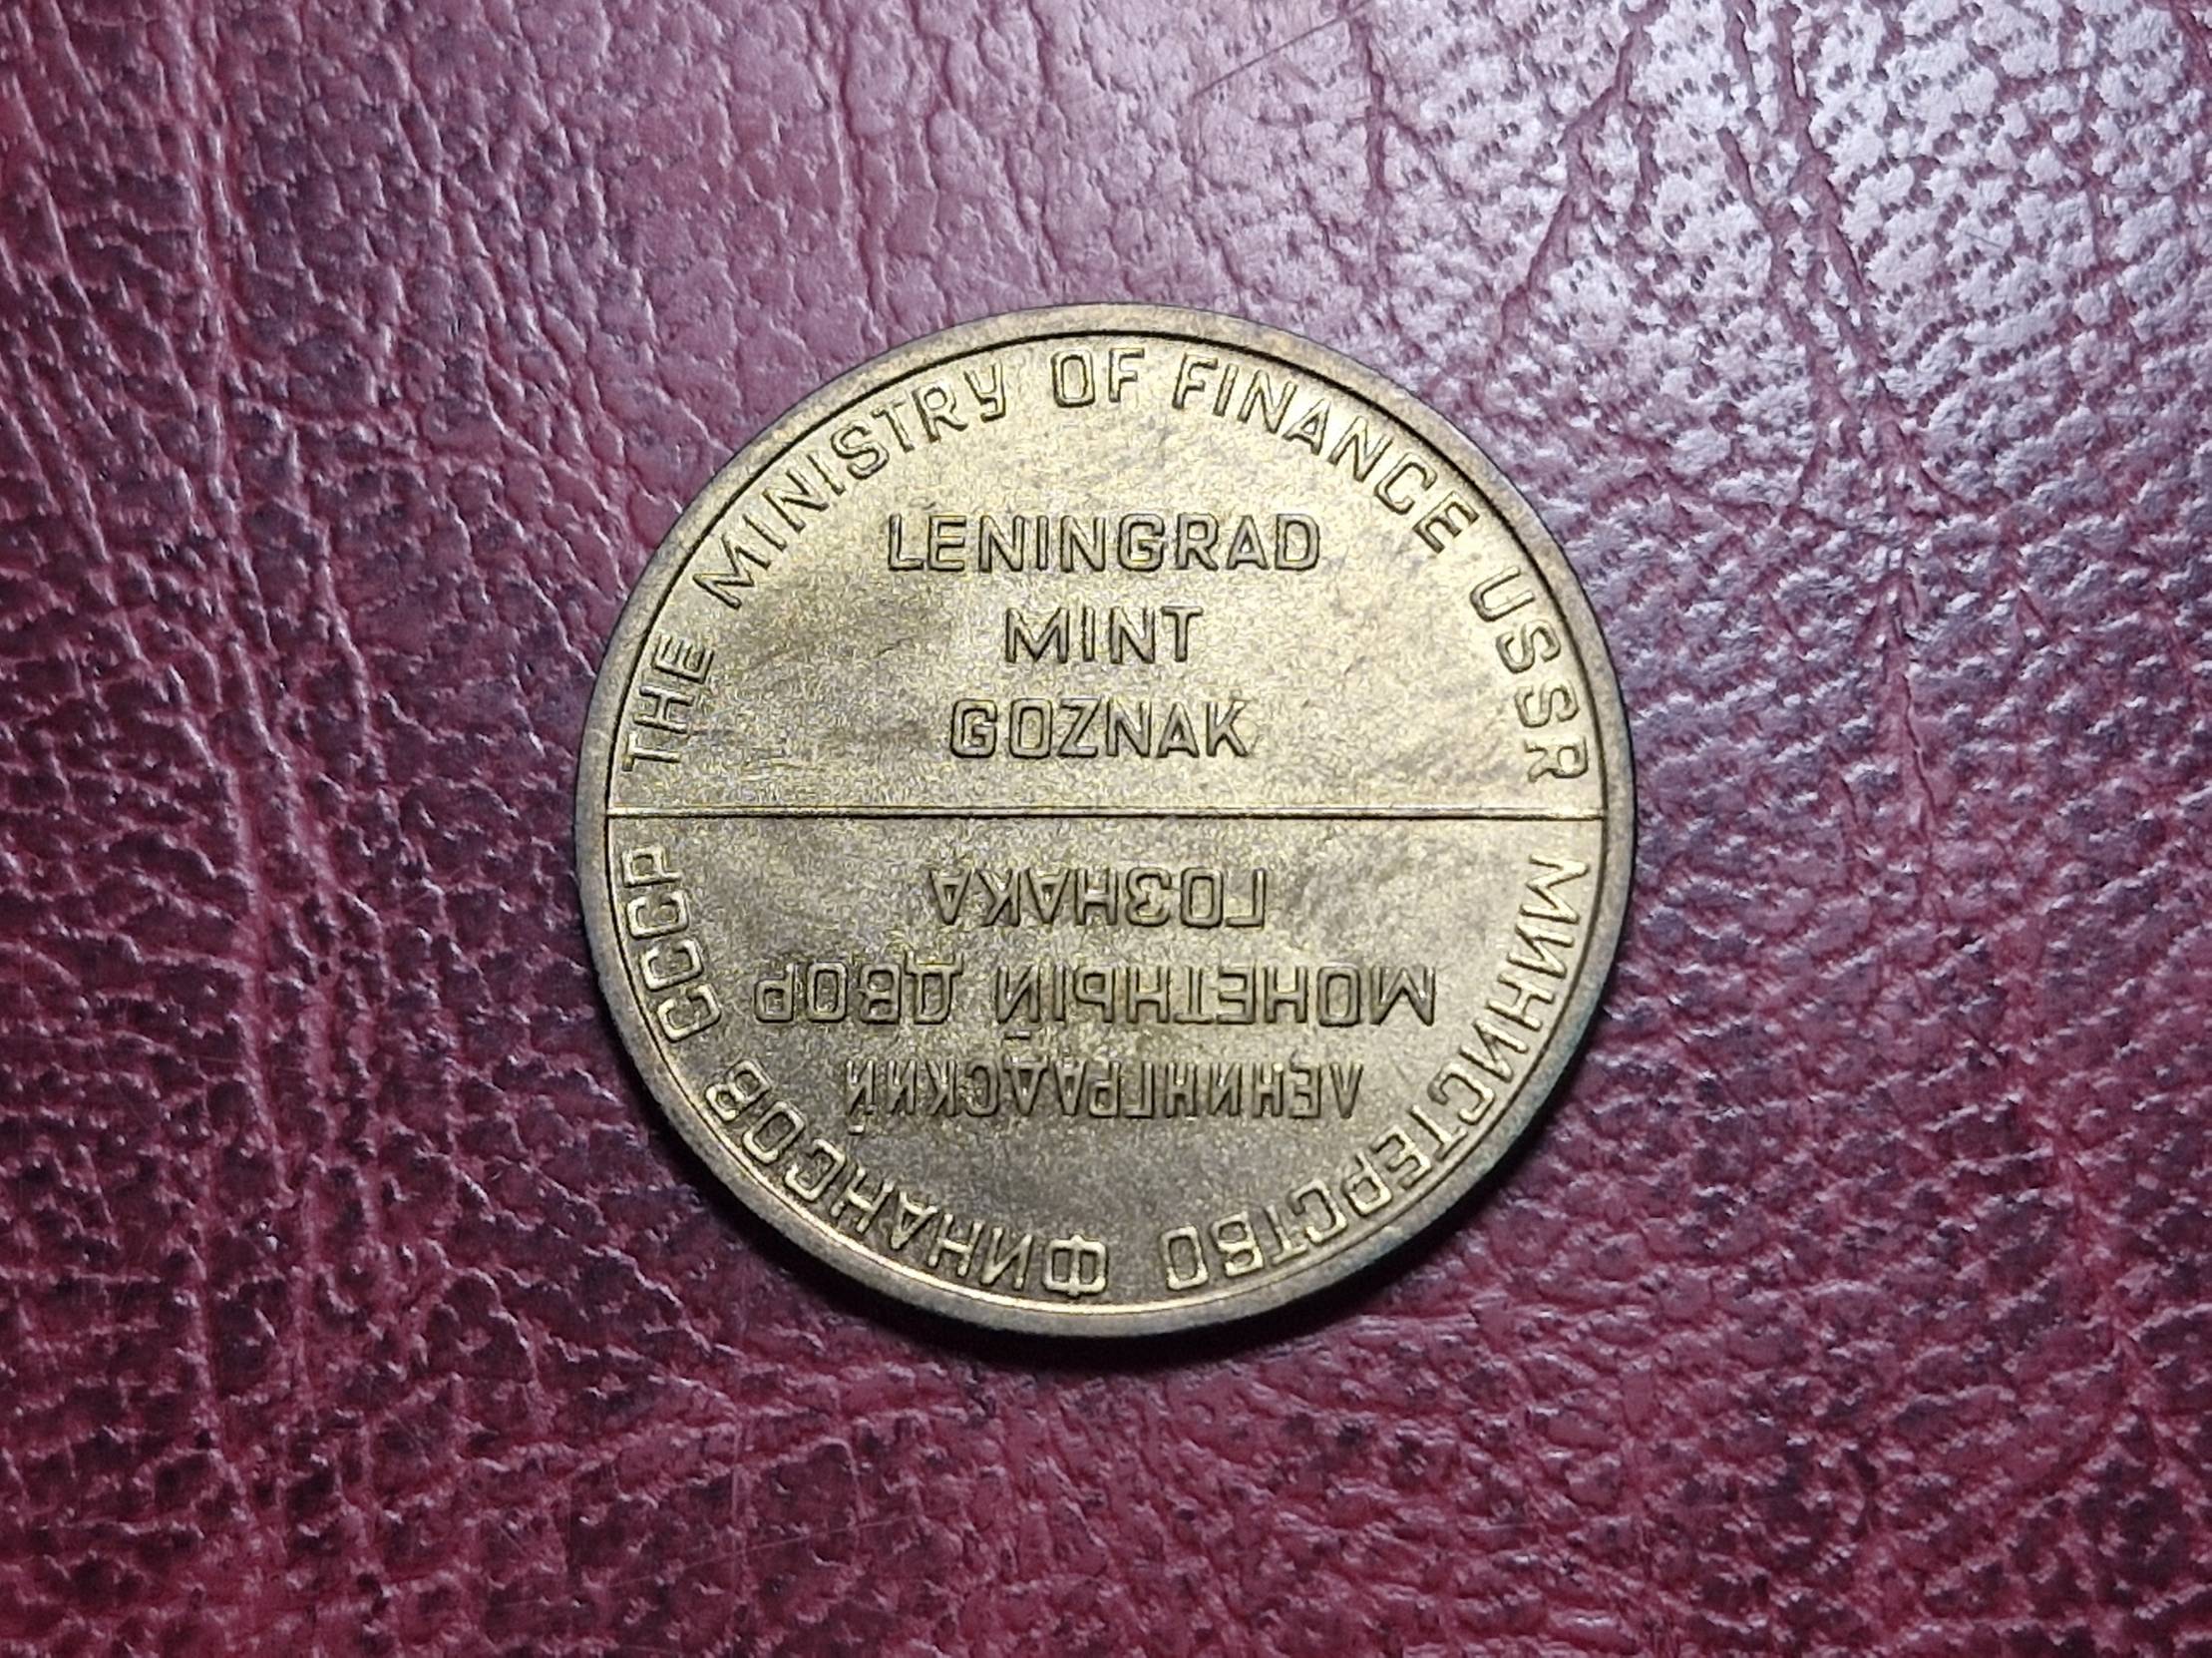 THE MINISTRY OF FINANCE USSR
LENINGRAD
MINT
GOZNAK
МИНИСТЕРСТВО ФИНАНСОВ СССР
ЛЕНИНГРАДСКИЙ
МОНЕТНЫЙ ДВОР
ГОЗНАКА